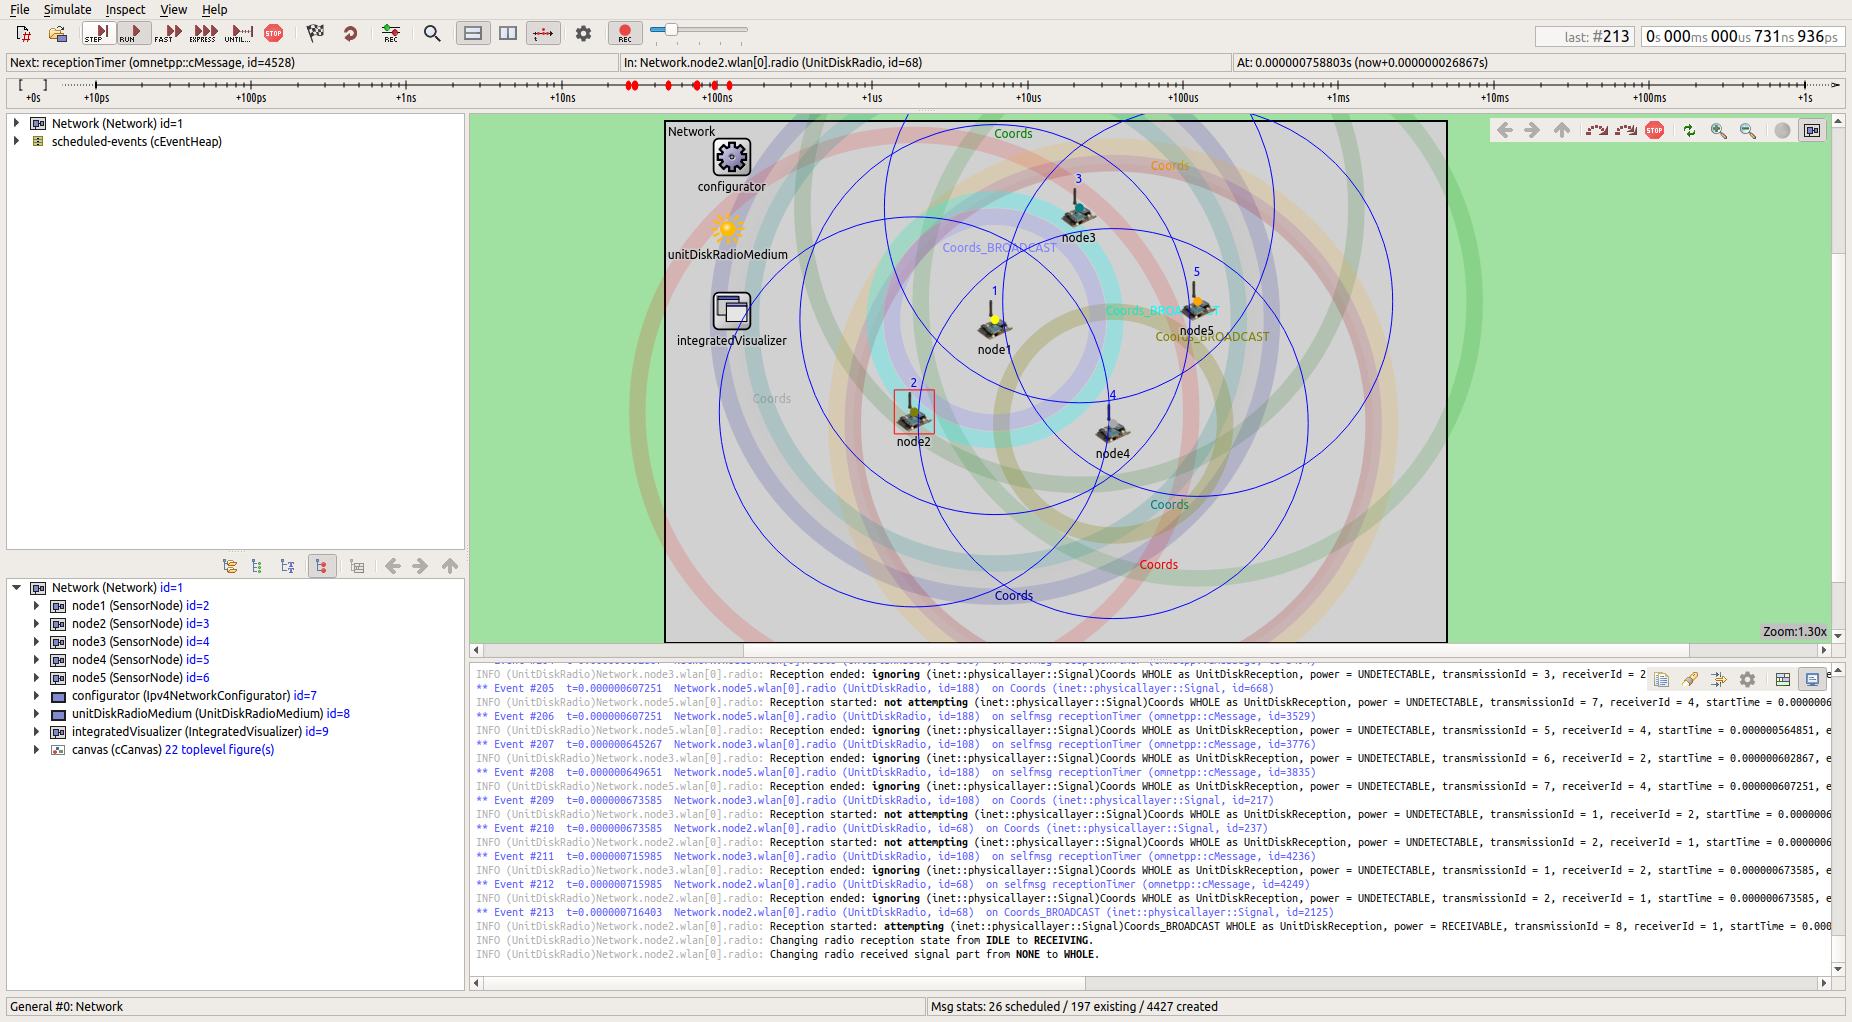 File Simulate Inspect View Help
STEP RUN FAST EXPRESS UNTIL... STOP REC REC
last: #213 0s 000ms 000us 731ns 936ps
Next: receptionTimer (omnetpp::cMessage, id=4528) In: Network.node2.wlan[0].radio (UnitDiskRadio, id=68) At: 0.000000758803s (now+0.000000026867s)
+0s +10ps +100ps +1ns +10ns +100ns +1us +10us +100us +1ms +10ms +100ms +1s
Network (Network) id=1
scheduled-events (cEventHeap)
Network (Network) id=1
node1 (SensorNode) id=2
node2 (SensorNode) id=3
node3 (SensorNode) id=4
node4 (SensorNode) id=5
node5 (SensorNode) id=6
configurator (Ipv4NetworkConfigurator) id=7
unitDiskRadioMedium (UnitDiskRadioMedium) id=8
integratedVisualizer (IntegratedVisualizer) id=9
canvas (cCanvas) 22 toplevel figure(s)
Network
configurator
unitDiskRadioMedium
integratedVisualizer
Coords
Coords
3
node3
Coords_BROADCAST
5
node5
1
node1
Coords_BROADCAST
Coords_BROADCAST
2
node2
4
node4
Coords
Coords
Coords
Coords
STOP
Zoom:1.30x
INFO (UnitDiskRadio)Network.node3.wlan[0].radio: Reception ended: ignoring (inet::physicallayer::Signal)Coords WHOLE as UnitDiskReception, power = UNDETECTABLE, transmissionId = 3, receiverId = 2
** Event #205 t=0.000000607251 Network.node5.wlan[0].radio (UnitDiskRadio, id=188) on Coords (inet::physicallayer::Signal, id=668)
INFO (UnitDiskRadio)Network.node5.wlan[0].radio: Reception started: not attempting (inet::physicallayer::Signal)Coords WHOLE as UnitDiskReception, power = UNDETECTABLE, transmissionId = 7, receiverId = 4, startTime = 0.0000006
** Event #206 t=0.000000607251 Network.node5.wlan[0].radio (UnitDiskRadio, id=188) on selfmsg receptionTimer (omnetpp::cMessage, id=3529)
INFO (UnitDiskRadio)Network.node5.wlan[0].radio: Reception ended: ignoring (inet::physicallayer::Signal)Coords WHOLE as UnitDiskReception, power = UNDETECTABLE, transmissionId = 5, receiverId = 4, startTime = 0.000000564851, e
** Event #207 t=0.000000645267 Network.node3.wlan[0].radio (UnitDiskRadio, id=108) on selfmsg receptionTimer (omnetpp::cMessage, id=3776)
INFO (UnitDiskRadio)Network.node3.wlan[0].radio: Reception ended: ignoring (inet::physicallayer::Signal)Coords WHOLE as UnitDiskReception, power = UNDETECTABLE, transmissionId = 6, receiverId = 2, startTime = 0.000000602867, e
** Event #208 t=0.000000649651 Network.node5.wlan[0].radio (UnitDiskRadio, id=188) on selfmsg receptionTimer (omnetpp::cMessage, id=3835)
INFO (UnitDiskRadio)Network.node5.wlan[0].radio: Reception ended: ignoring (inet::physicallayer::Signal)Coords WHOLE as UnitDiskReception, power = UNDETECTABLE, transmissionId = 7, receiverId = 4, startTime = 0.000000607251, e
** Event #209 t=0.000000673585 Network.node3.wlan[0].radio (UnitDiskRadio, id=108) on Coords (inet::physicallayer::Signal, id=217)
INFO (UnitDiskRadio)Network.node3.wlan[0].radio: Reception started: not attempting (inet::physicallayer::Signal)Coords WHOLE as UnitDiskReception, power = UNDETECTABLE, transmissionId = 1, receiverId = 2, startTime = 0.0000006
** Event #210 t=0.000000673585 Network.node2.wlan[0].radio (UnitDiskRadio, id=68) on Coords (inet::physicallayer::Signal, id=237)
INFO (UnitDiskRadio)Network.node2.wlan[0].radio: Reception started: not attempting (inet::physicallayer::Signal)Coords WHOLE as UnitDiskReception, power = UNDETECTABLE, transmissionId = 2, receiverId = 1, startTime = 0.0000006
** Event #211 t=0.000000715985 Network.node3.wlan[0].radio (UnitDiskRadio, id=108) on selfmsg receptionTimer (omnetpp::cMessage, id=4236)
INFO (UnitDiskRadio)Network.node3.wlan[0].radio: Reception ended: ignoring (inet::physicallayer::Signal)Coords WHOLE as UnitDiskReception, power = UNDETECTABLE, transmissionId = 1, receiverId = 2, startTime = 0.000000673585, e
** Event #212 t=0.000000715985 Network.node2.wlan[0].radio (UnitDiskRadio, id=68) on selfmsg receptionTimer (omnetpp::cMessage, id=4249)
INFO (UnitDiskRadio)Network.node2.wlan[0].radio: Reception ended: ignoring (inet::physicallayer::Signal)Coords WHOLE as UnitDiskReception, power = UNDETECTABLE, transmissionId = 2, receiverId = 1, startTime = 0.000000673585, e
** Event #213 t=0.000000716403 Network.node2.wlan[0].radio (UnitDiskRadio, id=68) on Coords_BROADCAST (inet::physicallayer::Signal, id=2125)
INFO (UnitDiskRadio)Network.node2.wlan[0].radio: Reception started: attempting (inet::physicallayer::Signal)Coords_BROADCAST WHOLE as UnitDiskReception, power = RECEIVABLE, transmissionId = 8, receiverId = 1, startTime = 0.000
INFO (UnitDiskRadio)Network.node2.wlan[0].radio: Changing radio reception state from IDLE to RECEIVING.
INFO (UnitDiskRadio)Network.node2.wlan[0].radio: Changing radio received signal part from NONE to WHOLE.
General #0: Network Msg stats: 26 scheduled / 197 existing / 4427 created